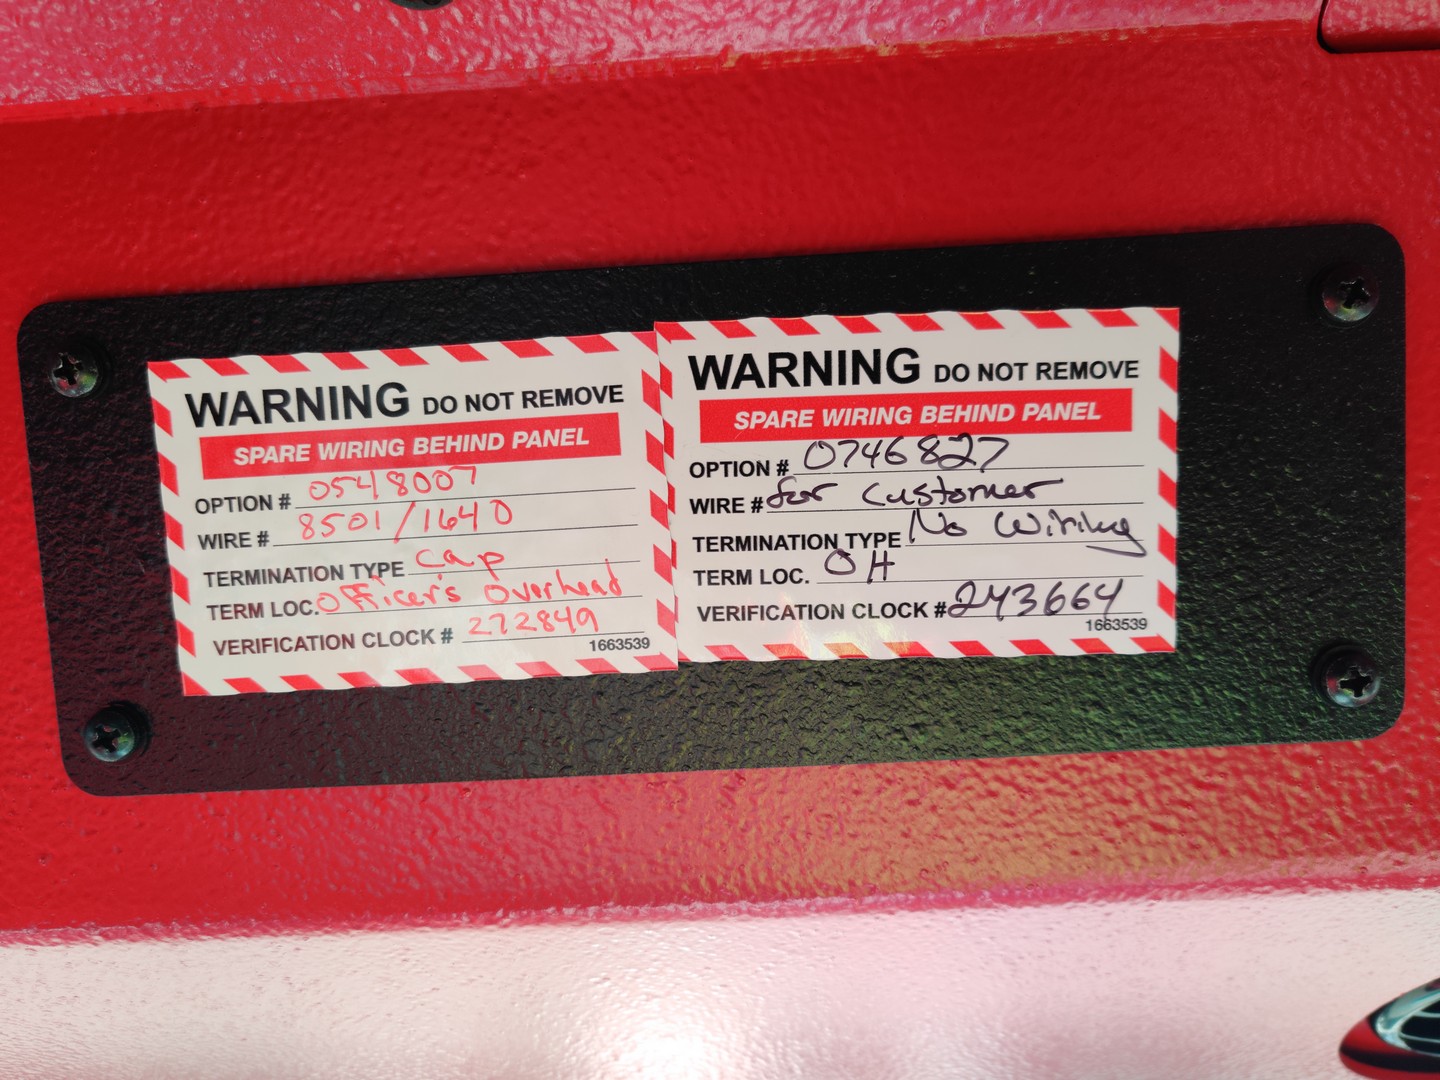 WARNING DO NOT REMOVE
SPARE WIRING BEHIND PANEL
OPTION # 0548007
WIRE # 8501/1640
TERMINATION TYPE Cap
TERM LOC. Officer's Overhead
VERIFICATION CLOCK # 272849
1663539
WARNING DO NOT REMOVE
SPARE WIRING BEHIND PANEL
OPTION # 0746827
WIRE # for Customer
TERMINATION TYPE No Wiring
TERM LOC. OH
VERIFICATION CLOCK # 243664
1663539